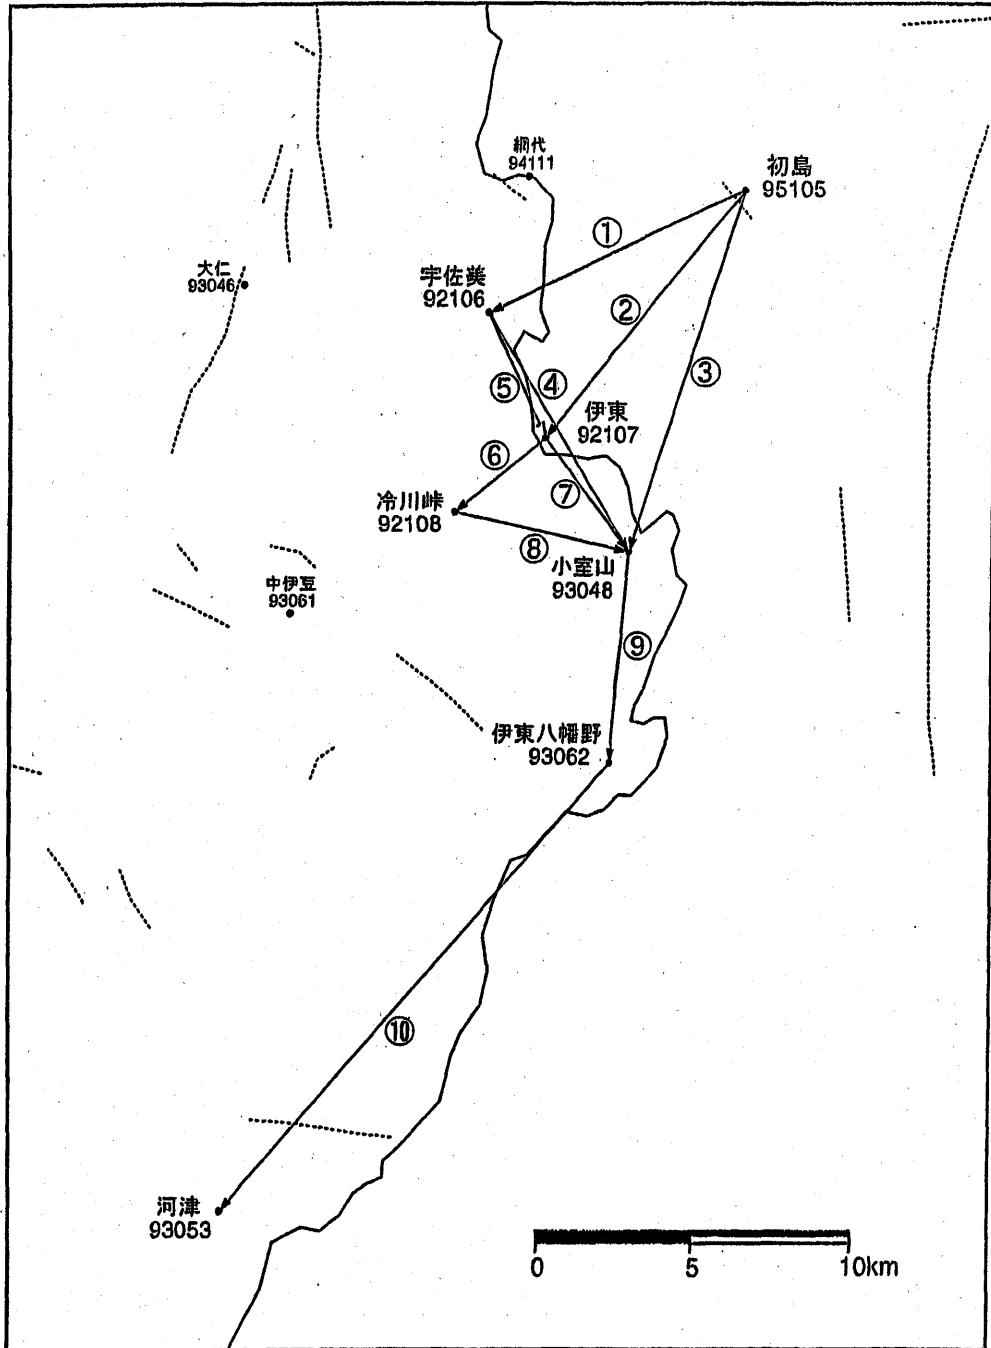 網代
94111
初島
95105
①
大仁
93046
宇佐美
92106
②
③
⑤
④
伊東
92107
⑥
⑦
冷川峠
92108
⑧
小室山
93048
中伊豆
93061
⑨
伊東八幡野
93062
⑩
河津
93053
0
5
10km